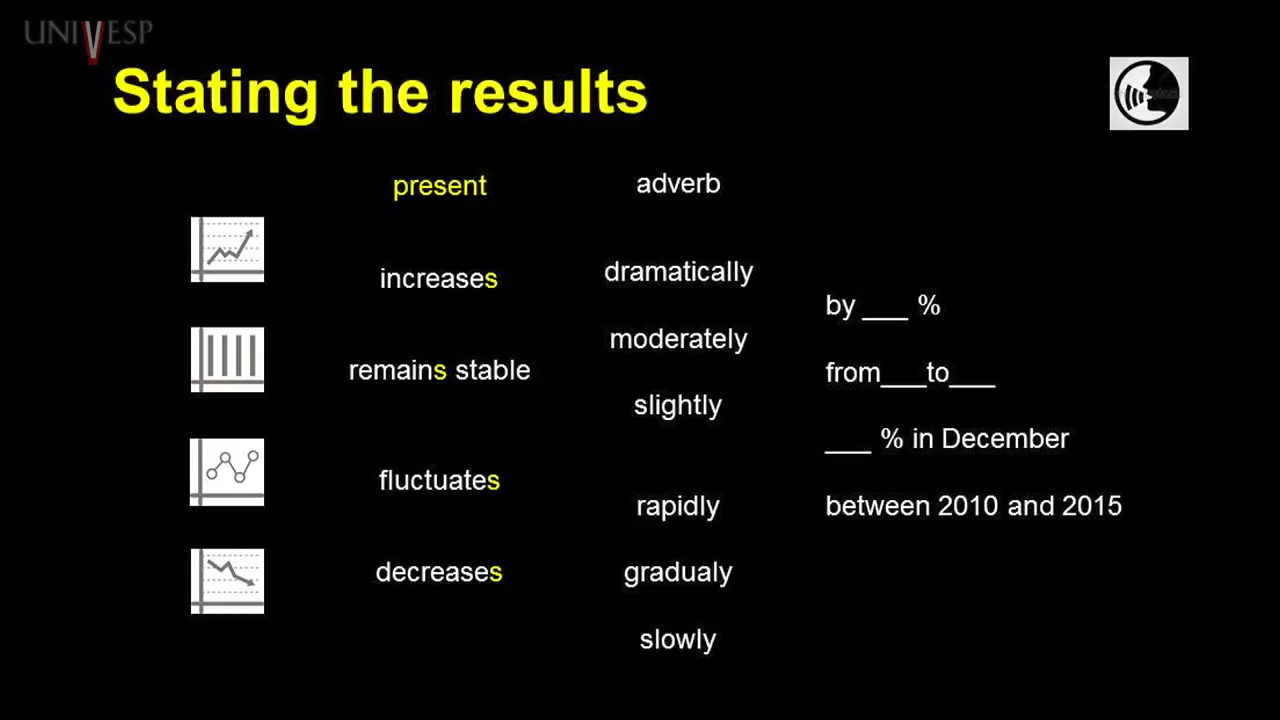 UNIVESP
Stating the results
present
adverb
increases
dramatically
by ___ %
moderately
remains stable
from___to___
slightly
___ % in December
fluctuates
rapidly
between 2010 and 2015
decreases
gradualy
slowly